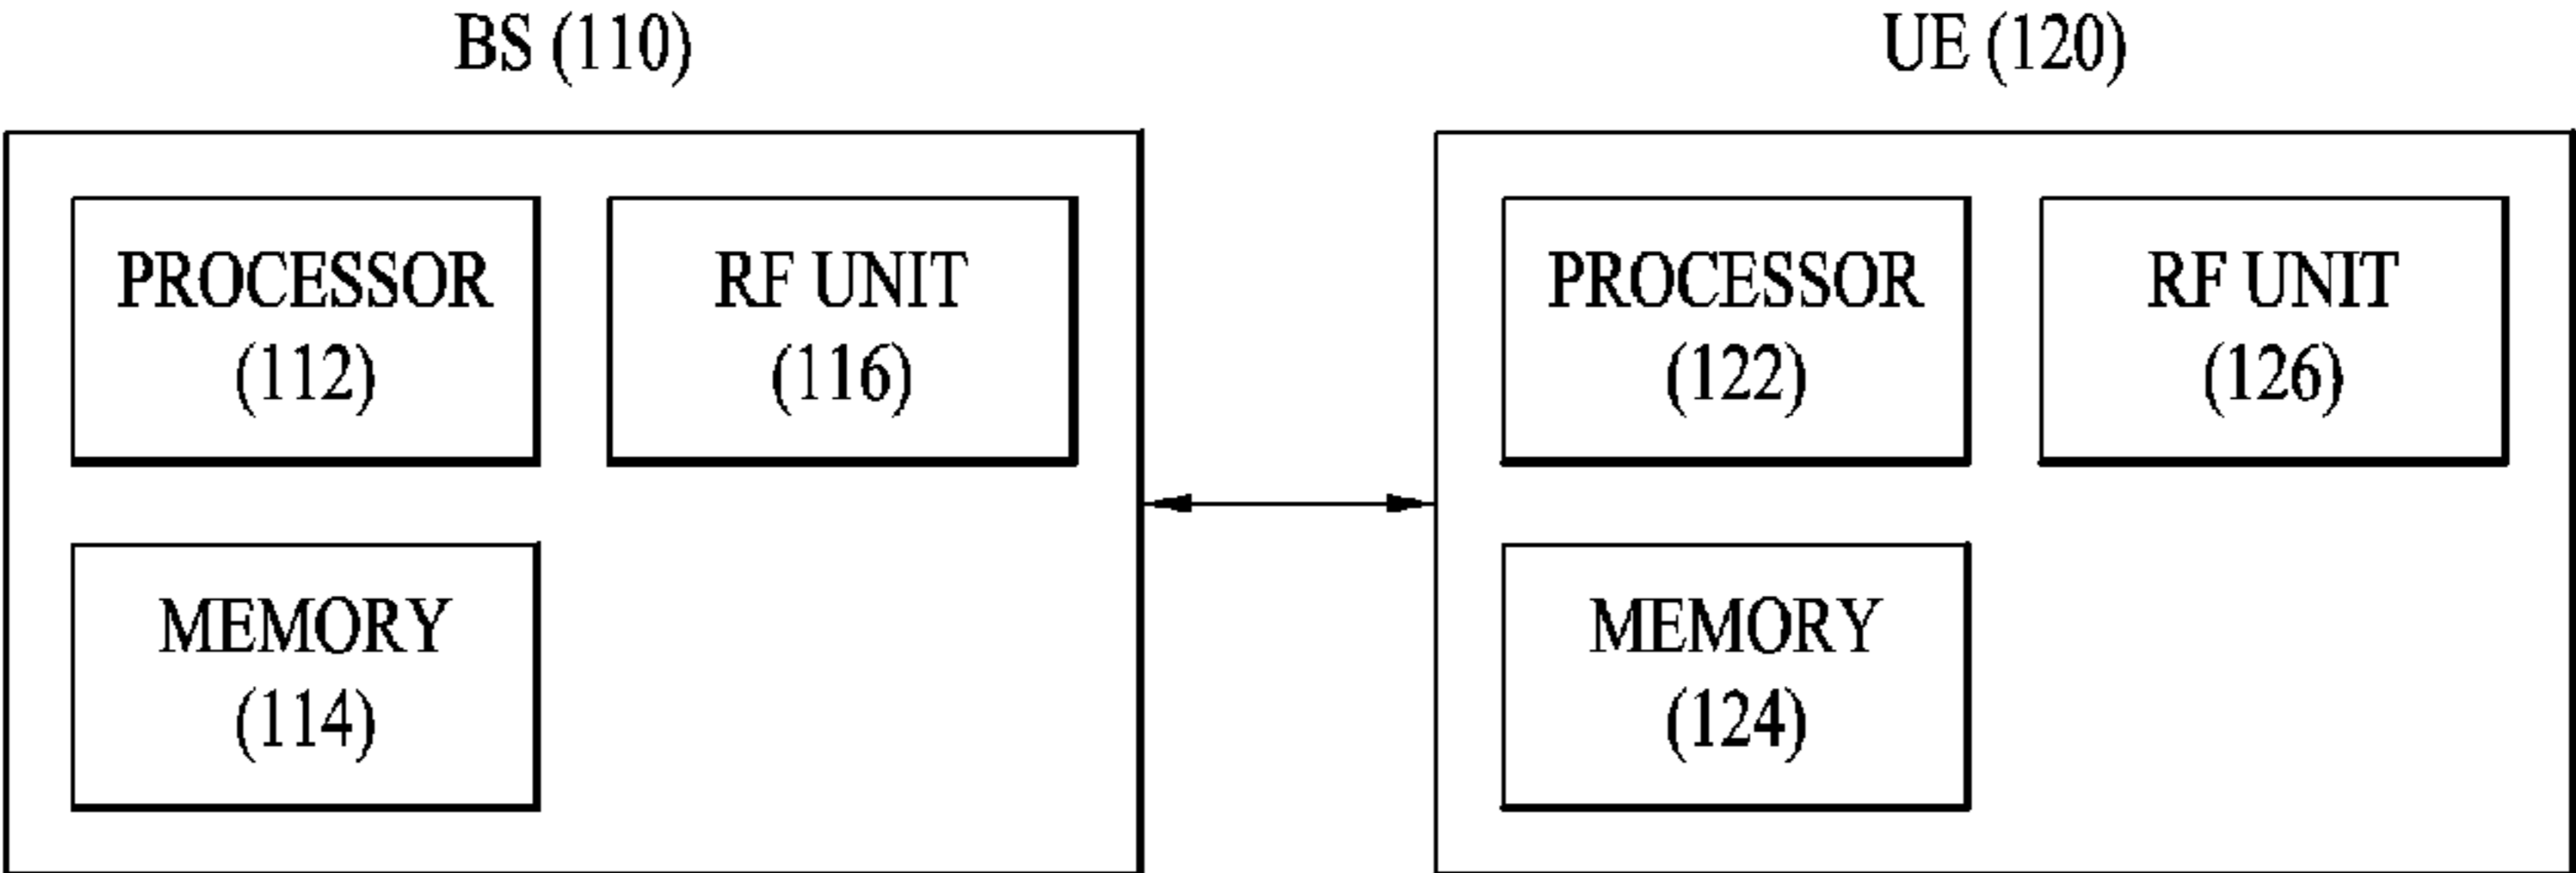 BS (110)
UE (120)
PROCESSOR
(112)
RF UNIT
(116)
MEMORY
(114)
PROCESSOR
(122)
RF UNIT
(126)
MEMORY
(124)